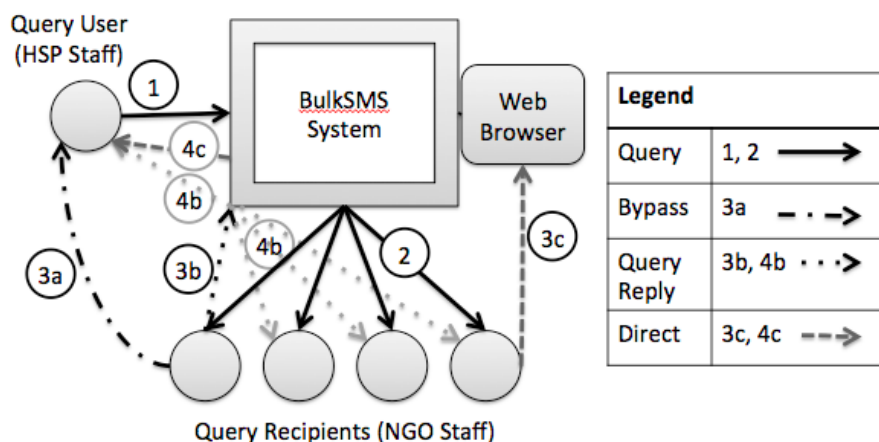 Query User
(HSP Staff)
1
BulkSMS
System
Web
Browser
4c
4b
4b
3a
3b
2
3c
Query Recipients (NGO Staff)
Legend
Query 1, 2
Bypass 3a
Query
Reply 3b, 4b
Direct 3c, 4c